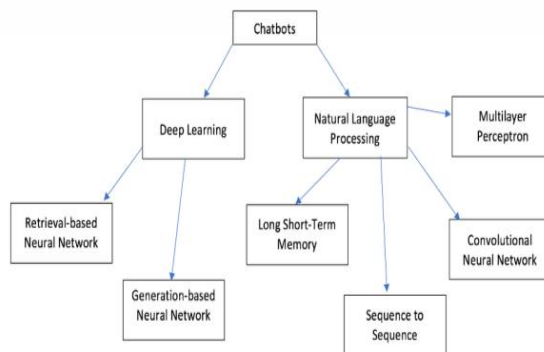 Chatbots
Deep Learning
Natural Language
Processing
Multilayer
Perceptron
Retrieval-based
Neural Network
Long Short-Term
Memory
Convolutional
Neural Network
Generation-based
Neural Network
Sequence to
Sequence